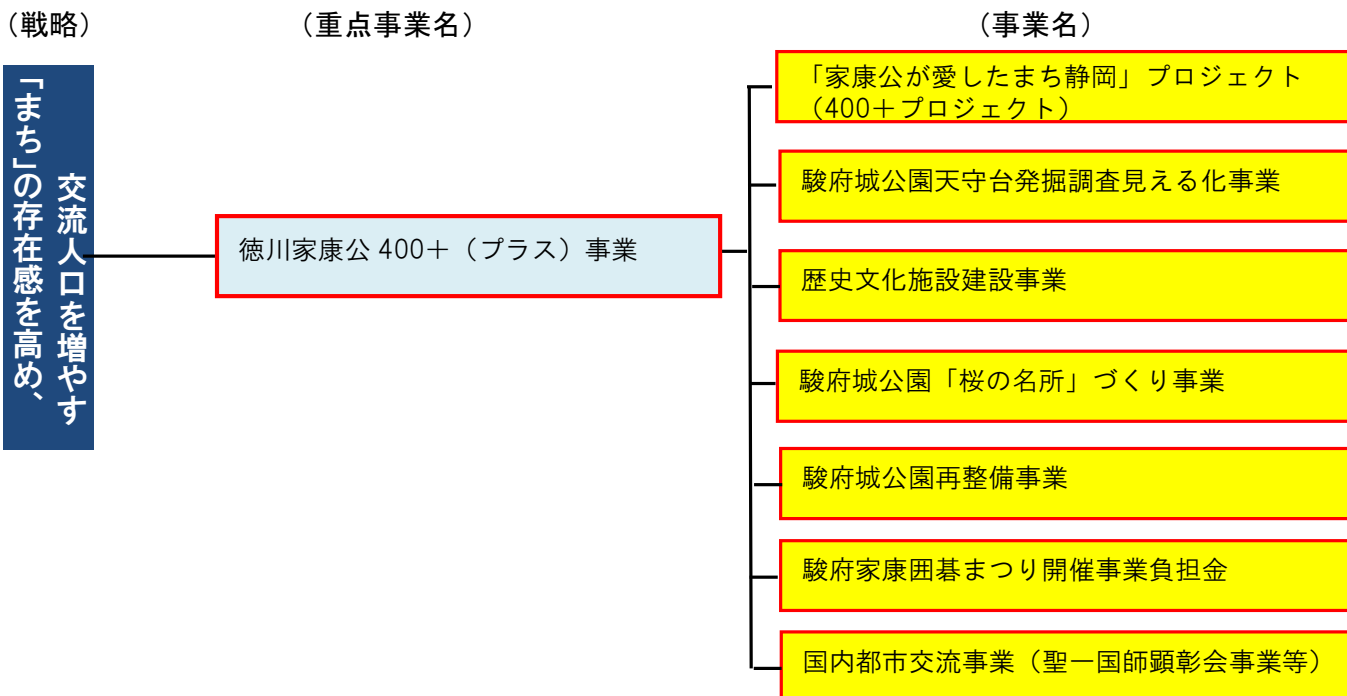 （戦略）
（重点事業名）
（事業名）
「まち」の存在感を高め、
交流人口を増やす
徳川家康公 400＋（プラス）事業
「家康公が愛したまち静岡」プロジェクト
（400＋プロジェクト）
駿府城公園天守台発掘調査見える化事業
歴史文化施設建設事業
駿府城公園「桜の名所」づくり事業
駿府城公園再整備事業
駿府家康囲碁まつり開催事業負担金
国内都市交流事業（聖一国師顕彰会事業等）